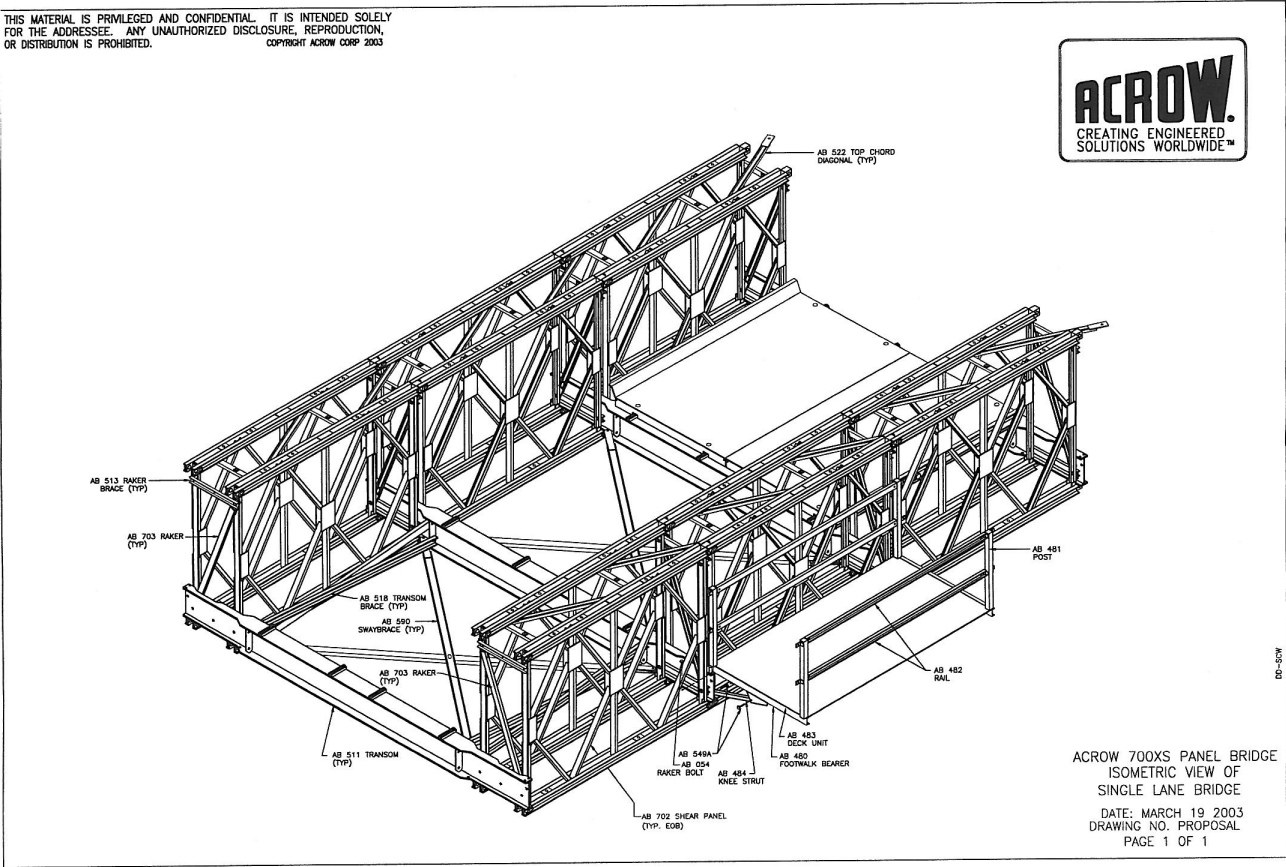 THIS MATERIAL IS PRIVILEGED AND CONFIDENTIAL. IT IS INTENDED SOLELY
FOR THE ADDRESSEE. ANY UNAUTHORIZED DISCLOSURE, REPRODUCTION,
OR DISTRIBUTION IS PROHIBITED. COPYRIGHT ACROW CORP 2003
ACROW.
CREATING ENGINEERED
SOLUTIONS WORLDWIDE™
AB 522 TOP CHORD
DIAGONAL (TYP)
AB 513 RAKER
BRACE (TYP)
AB 703 RAKER
(TYP)
AB 518 TRANSOM
BRACE (TYP)
AB 590
SWAYBRACE (TYP)
AB 703 RAKER
(TYP)
AB 511 TRANSOM
(TYP)
AB 481
POST
AB 482
RAIL
AB 483
DECK UNIT
AB 480
FOOTWALK BEARER
AB 549A
AB 054
RAKER BOLT
AB 484
KNEE STRUT
AB 702 SHEAR PANEL
(TYP. EOB)
DD-SCW
ACROW 700XS PANEL BRIDGE
ISOMETRIC VIEW OF
SINGLE LANE BRIDGE
DATE: MARCH 19 2003
DRAWING NO. PROPOSAL
PAGE 1 OF 1